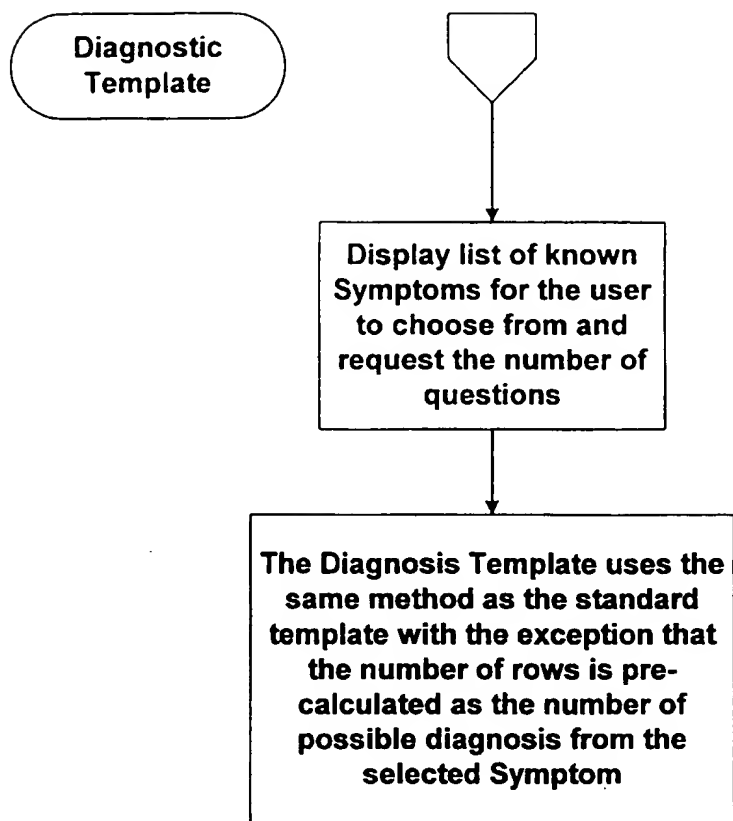 Diagnostic
Template
Display list of known
Symptoms for the user
to choose from and
request the number of
questions
The Diagnosis Template uses the
same method as the standard
template with the exception that
the number of rows is pre-
calculated as the number of
possible diagnosis from the
selected Symptom